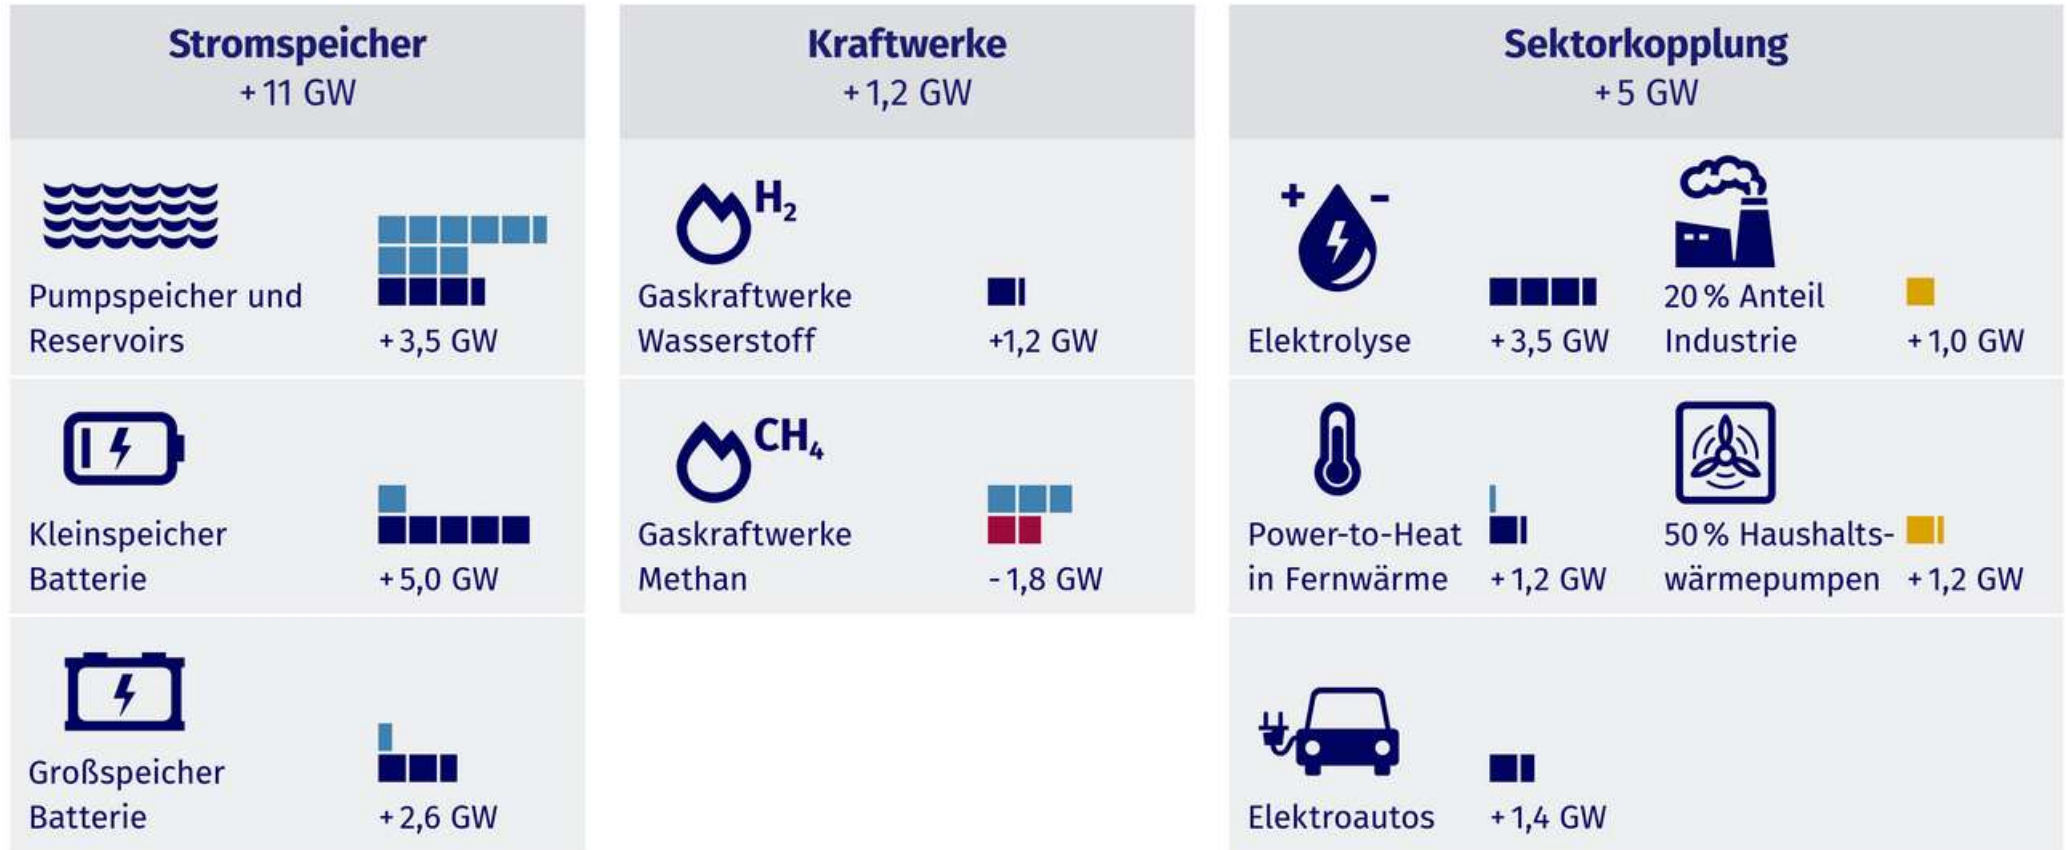 Stromspeicher
+ 11 GW
Pumpspeicher und
Reservoirs
+ 3,5 GW
Kleinspeicher
Batterie
+ 5,0 GW
Großspeicher
Batterie
+ 2,6 GW
Kraftwerke
+ 1,2 GW
H₂
Gaskraftwerke
Wasserstoff
+1,2 GW
CH₄
Gaskraftwerke
Methan
- 1,8 GW
Sektorkopplung
+ 5 GW
+ -
Elektrolyse
+ 3,5 GW
20 % Anteil
Industrie
+ 1,0 GW
Power-to-Heat
in Fernwärme
+ 1,2 GW
50 % Haushalts-
wärmepumpen
+ 1,2 GW
Elektroautos
+ 1,4 GW